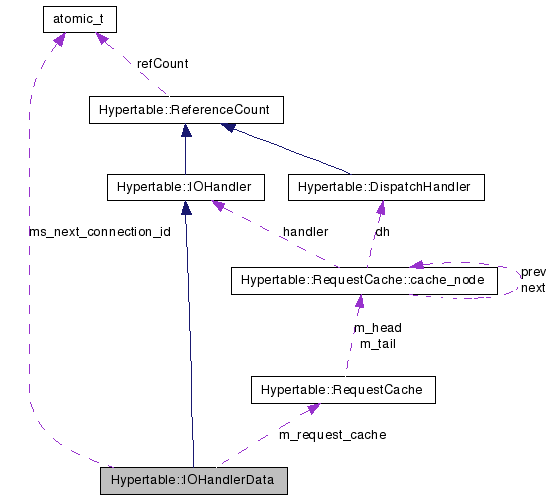 atomic_t
refCount
Hypertable::ReferenceCount
Hypertable::IOHandler
Hypertable::DispatchHandler
ms_next_connection_id
handler
dh
Hypertable::RequestCache::cache_node
prev
next
m_head
m_tail
Hypertable::RequestCache
m_request_cache
Hypertable::IOHandlerData